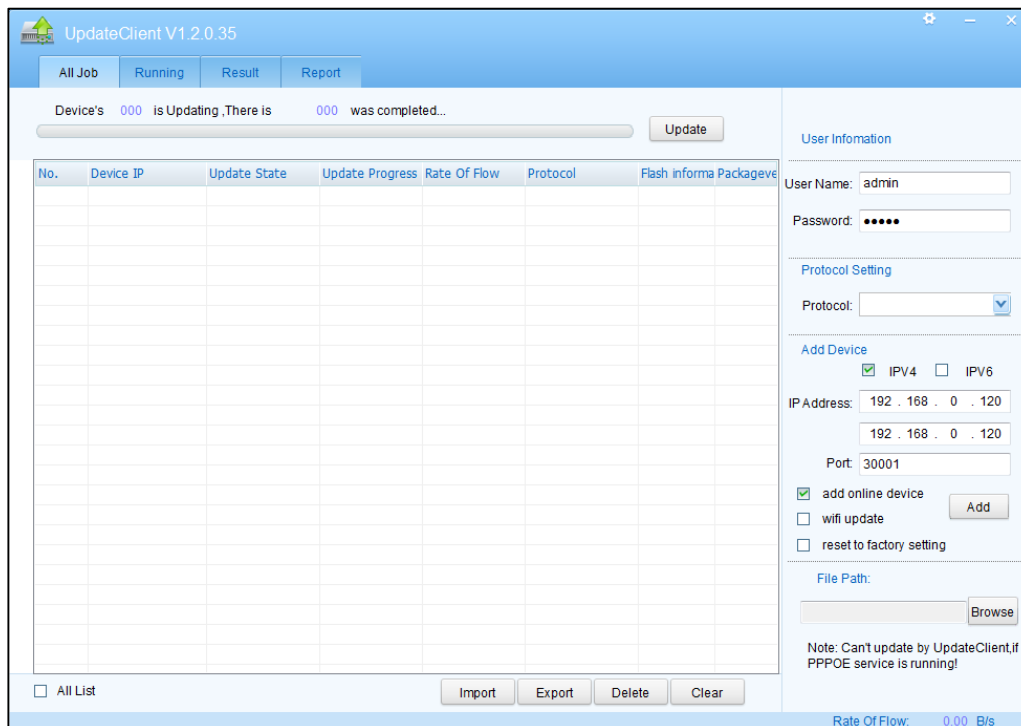 UpdateClient V1.2.0.35
All Job Running Result Report
Device's 000 is Updating ,There is 000 was completed...
Update
No. Device IP Update State Update Progress Rate Of Flow Protocol Flash informa Packageve
User Infomation
User Name: admin
Password: ●●●●●
Protocol Setting
Protocol:
Add Device
IPV4 IPV6
IP Address: 192 . 168 . 0 . 120
192 . 168 . 0 . 120
Port: 30001
add online device
Add
wifi update
reset to factory setting
File Path:
Browse
Note: Can't update by UpdateClient,if
PPPOE service is running!
All List Import Export Delete Clear
Rate Of Flow: 0.00 B/s